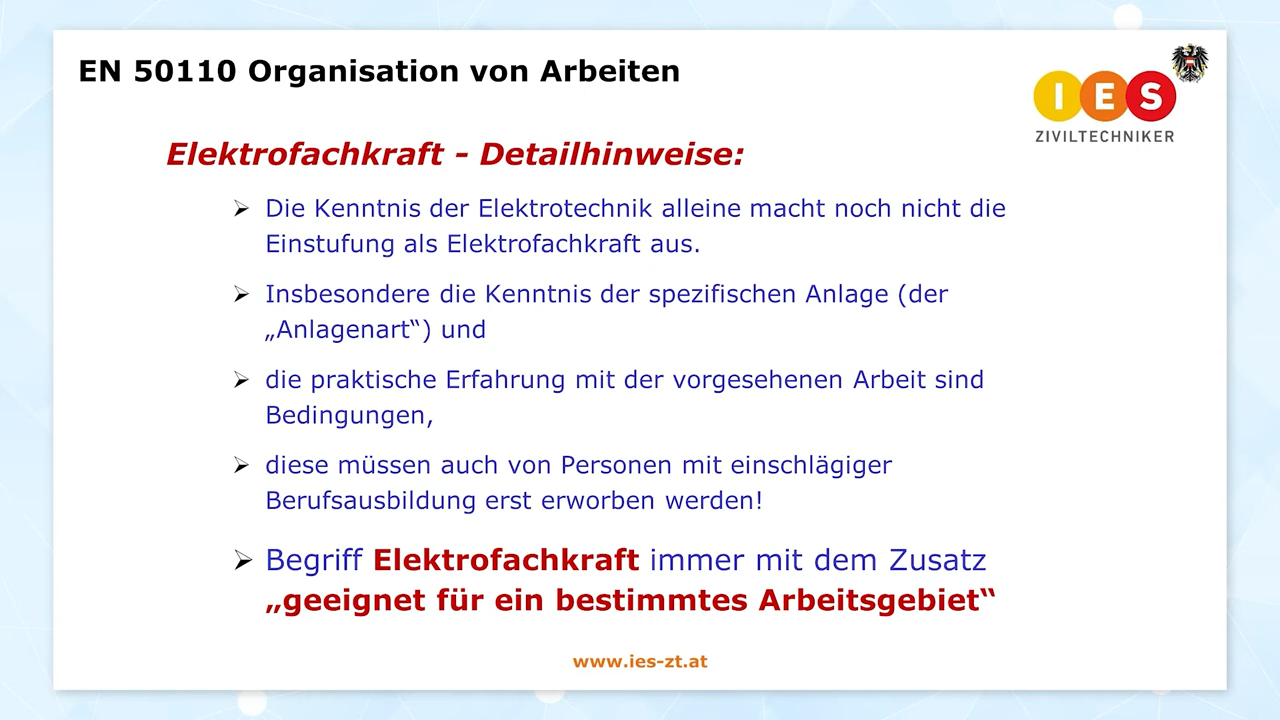 EN 50110 Organisation von Arbeiten
IES
ZIVILTECHNIKER
Elektrofachkraft - Detailhinweise:
➢ Die Kenntnis der Elektrotechnik alleine macht noch nicht die
Einstufung als Elektrofachkraft aus.
➢ Insbesondere die Kenntnis der spezifischen Anlage (der
„Anlagenart“) und
➢ die praktische Erfahrung mit der vorgesehenen Arbeit sind
Bedingungen,
➢ diese müssen auch von Personen mit einschlägiger
Berufsausbildung erst erworben werden!
➢ Begriff Elektrofachkraft immer mit dem Zusatz
„geeignet für ein bestimmtes Arbeitsgebiet“
www.ies-zt.at